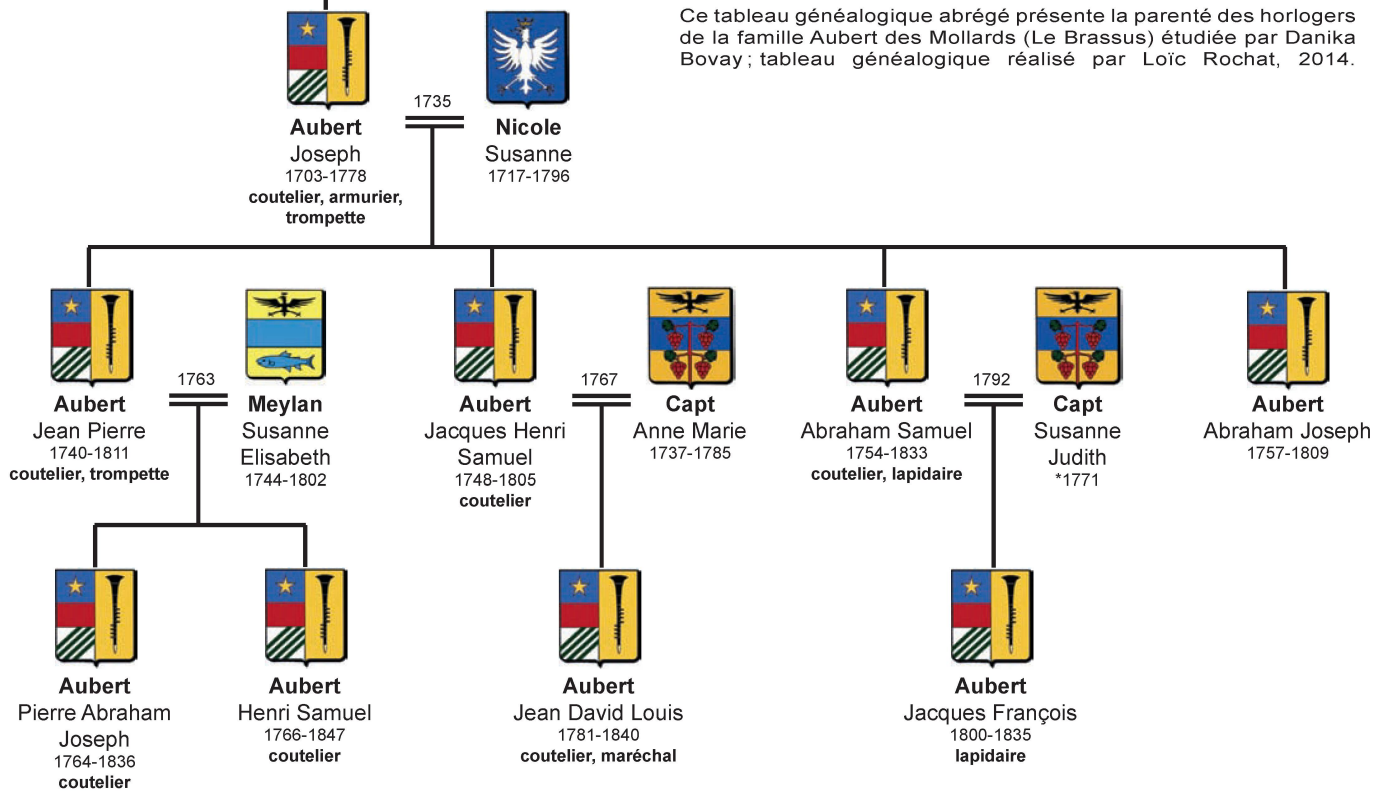 Ce tableau généalogique abrégé présente la parenté des horlogers
de la famille Aubert des Mollards (Le Brassus) étudiée par Danika
Bovay ; tableau généalogique réalisé par Loïc Rochat, 2014.
Aubert
Joseph
1703-1778
coutelier, armurier,
trompette
1735
Nicole
Susanne
1717-1796
Aubert
Jean Pierre
1740-1811
coutelier, trompette
1763
Meylan
Susanne
Elisabeth
1744-1802
Aubert
Jacques Henri
Samuel
1748-1805
coutelier
1767
Capt
Anne Marie
1737-1785
Aubert
Abraham Samuel
1754-1833
coutelier, lapidaire
1792
Capt
Susanne
Judith
*1771
Aubert
Abraham Joseph
1757-1809
Aubert
Pierre Abraham
Joseph
1764-1836
coutelier
Aubert
Henri Samuel
1766-1847
coutelier
Aubert
Jean David Louis
1781-1840
coutelier, maréchal
Aubert
Jacques François
1800-1835
lapidaire